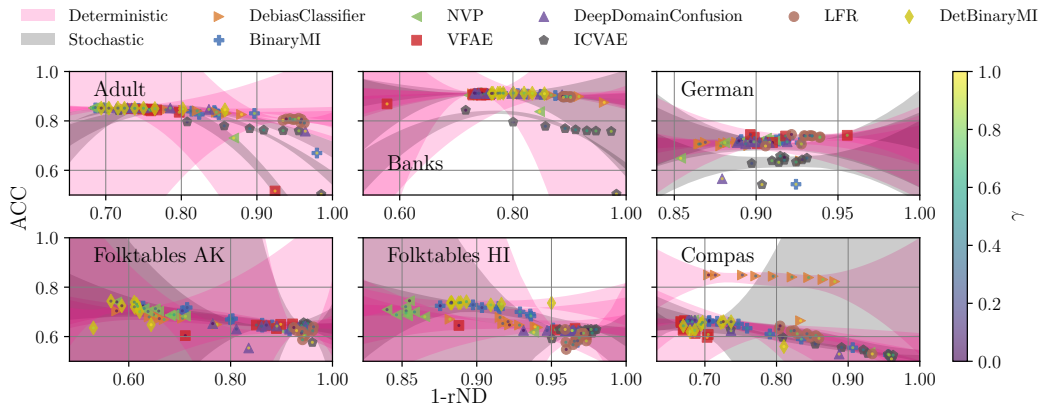 Deterministic DebiasClassifier NVP DeepDomainConfusion LFR DetBinaryMI
Stochastic BinaryMI VFAE ICVAE
Adult
Banks
German
1.0
0.8
0.6
0.70 0.80 0.90 1.00
0.60 0.80 1.00
0.85 0.90 0.95 1.00
ACC
Folktables AK
Folktables HI
Compas
1.0
0.8
0.6
0.60 0.80 1.00
0.85 0.90 0.95 1.00
0.70 0.80 0.90 1.00
1-rND
1.0
0.8
0.6
0.4
0.2
0.0
γ